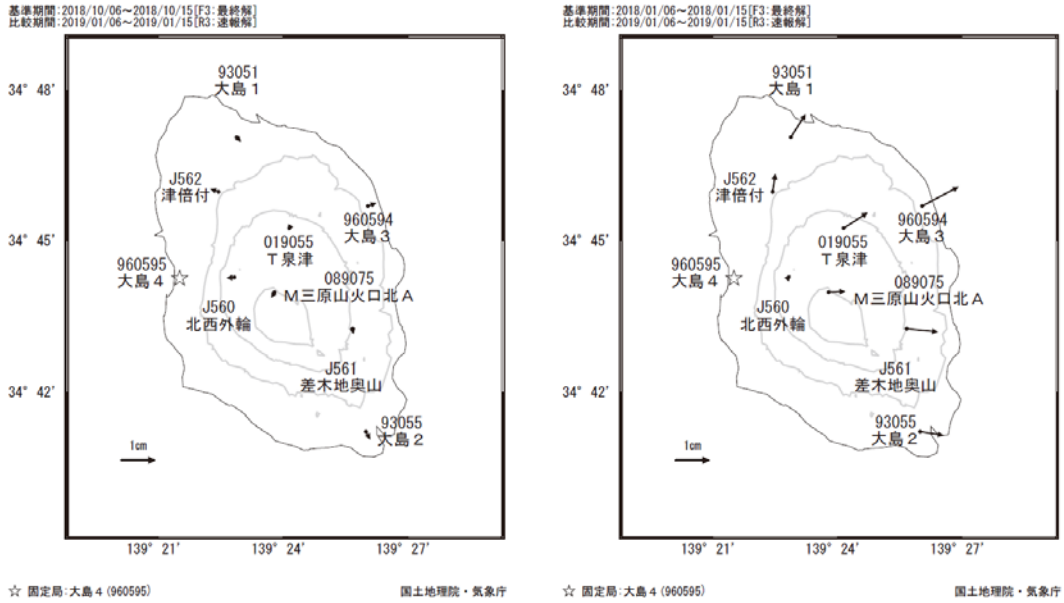 基準期間:2018/10/06～2018/10/15[F3:最終解]
比較期間:2019/01/06～2019/01/15[R3:速報解]
93051
大島1
34° 48'
J562
津倍付
960594
大島3
34° 45'
019055
T泉津
960595
大島4
089075
M三原山火口北A
J560
北西外輪
J561
差木地奥山
34° 42'
93055
大島2
1cm
139° 21'
139° 24'
139° 27'
☆ 固定局:大島4 (960595)
国土地理院・気象庁
基準期間:2018/01/06～2018/01/15[F3:最終解]
比較期間:2019/01/06～2019/01/15[R3:速報解]
93051
大島1
34° 48'
J562
津倍付
960594
大島3
34° 45'
019055
T泉津
960595
大島4
089075
M三原山火口北A
J560
北西外輪
J561
差木地奥山
34° 42'
93055
大島2
1cm
139° 21'
139° 24'
139° 27'
☆ 固定局:大島4 (960595)
国土地理院・気象庁